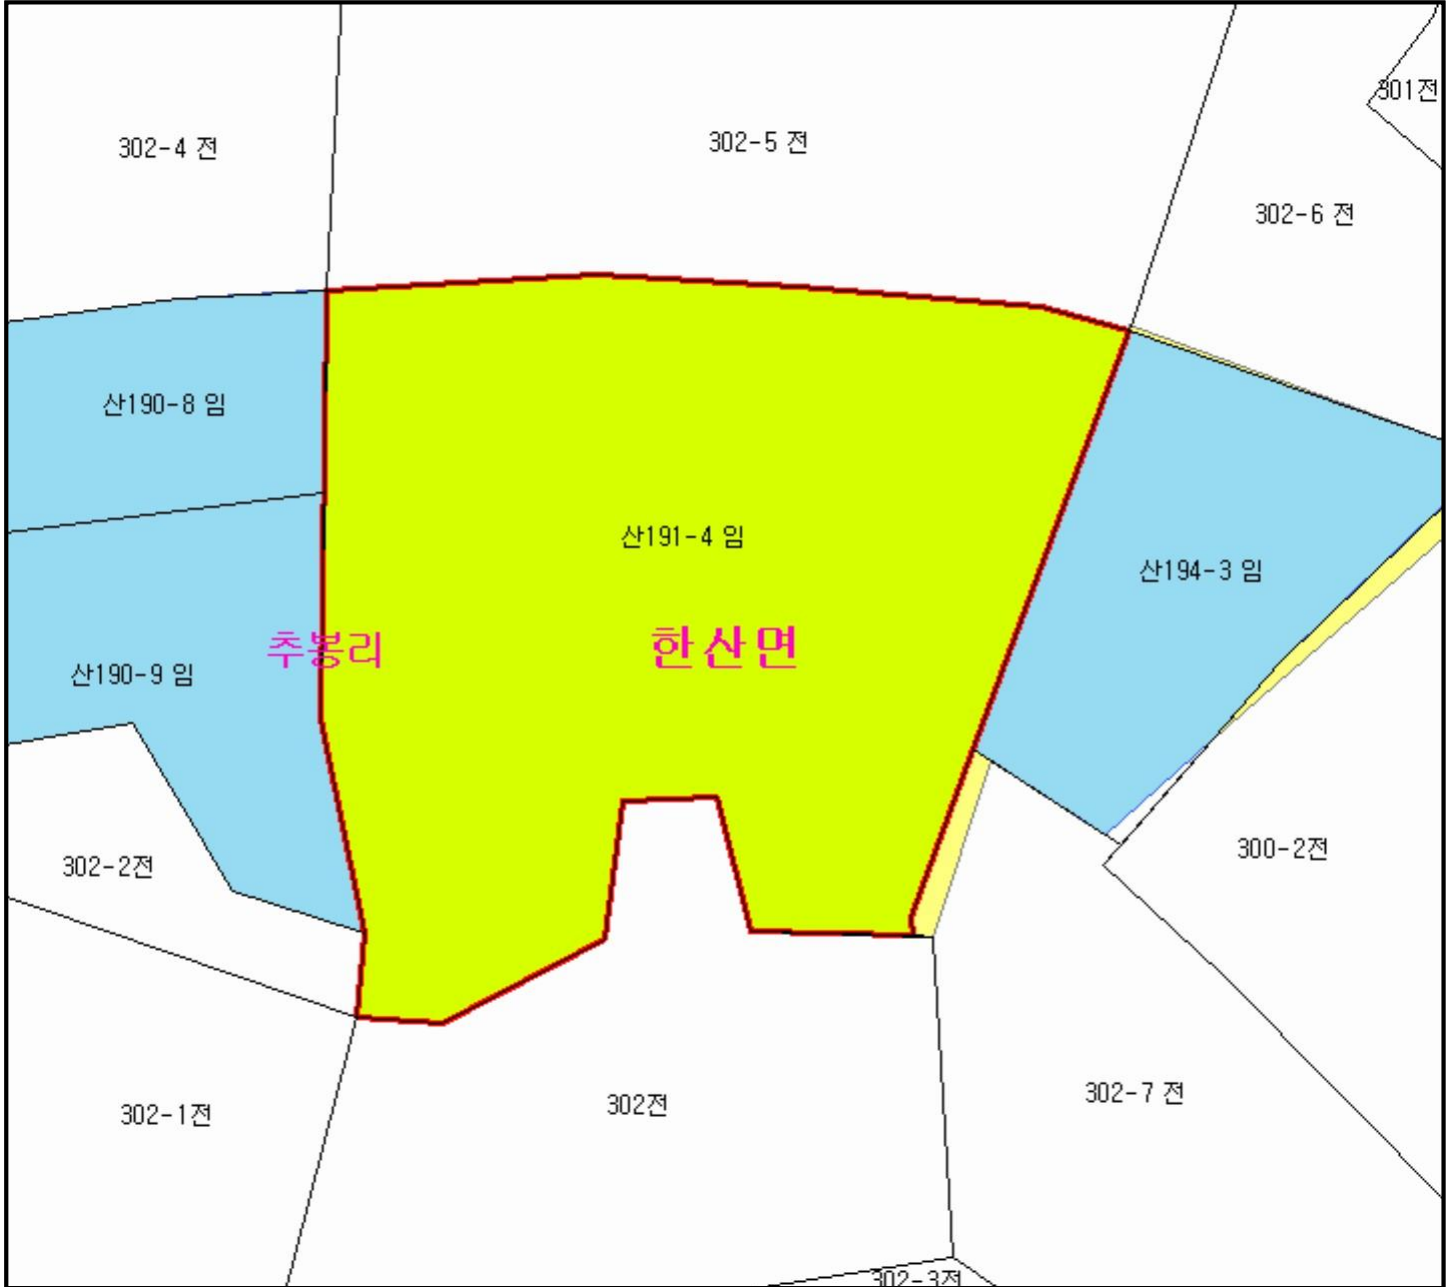 301전
302-4 전
302-5 전
302-6 전
산190-8 임
산191-4 임
산194-3 임
추봉리
한산면
산190-9 임
300-2전
302-2전
302-7 전
302전
302-1전
302-3전